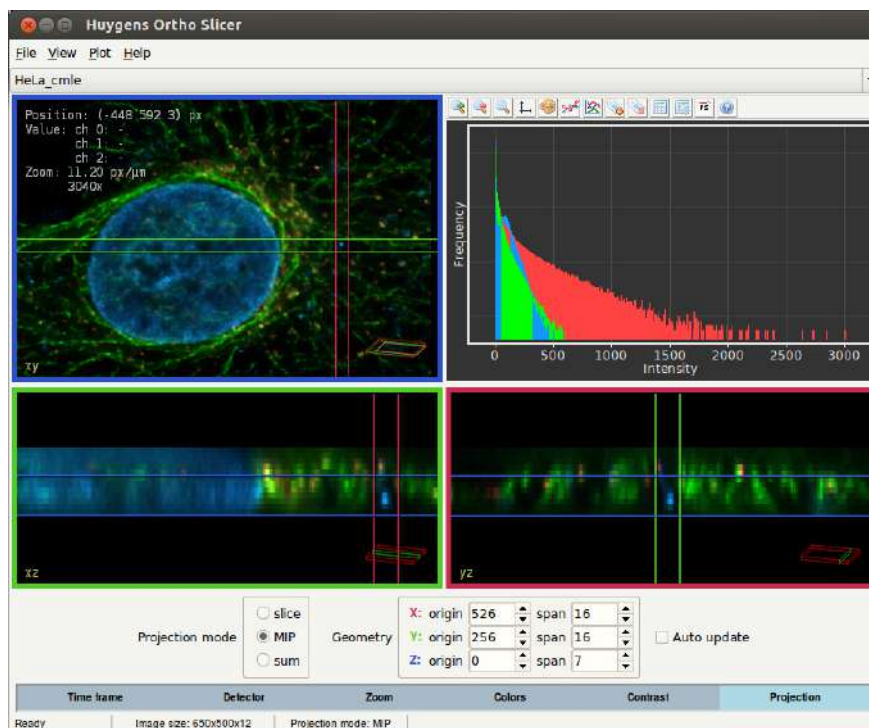 Huygens Ortho Slicer
File View Plot Help
HeLa_cmle
Position: (-448 592 3) px
Value: ch 0: -
ch 1: -
ch 2: -
Zoom: 11.20 px/µm
3040x
xy
Frequency
0 500 1000 1500 2000 2500 3000
Intensity
xz
yz
Projection mode
slice
MIP
sum
Geometry
X: origin 526 span 16
Y: origin 256 span 16
Z: origin 0 span 7
Auto update
Time frame Detector Zoom Colors Contrast Projection
Ready Image size: 650x500x12 Projection mode: MIP